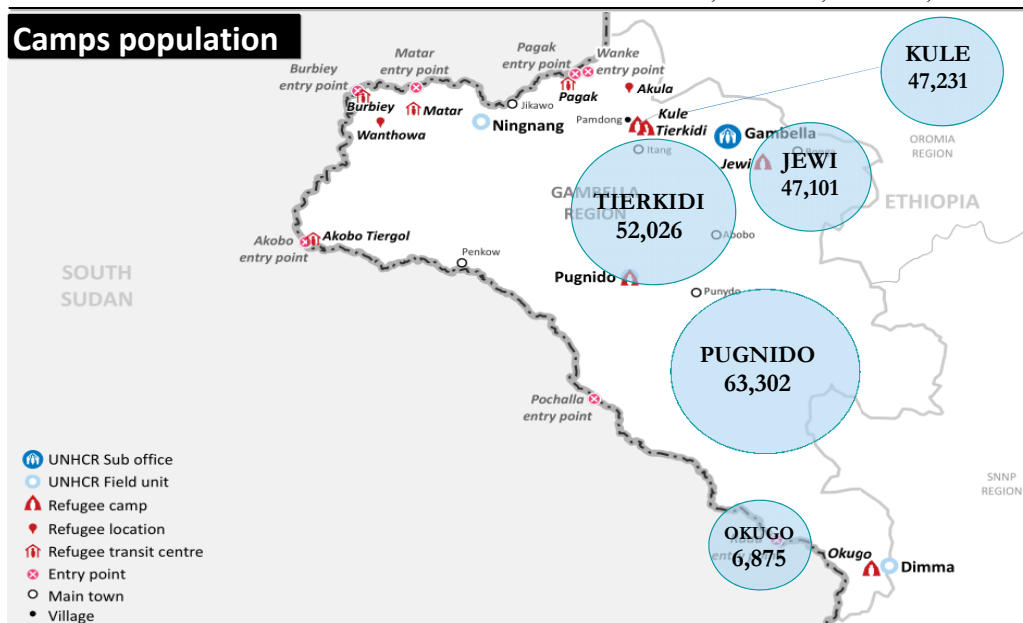 Camps population
Burbiey
entry point
Matar
entry point
Pagak
entry point
Wanke
entry point
KULE
47,231
Burbiey
Matar
Wanthowa
Jikawo
Ningnang
Pagak
Akula
Pamdong
Kule
Tierkidi
Itang
Gambella
Jewi
JEWI
47,101
OROMIA
REGION
ETHIOPIA
GAMBELLA
REGION
TIERKIDI
52,026
Abobo
Akobo
entry point
Akobo Tiergol
Penkow
SOUTH
SUDAN
Pugnido
Punydo
PUGNIDO
63,302
Pochalla
entry point
SNNP
REGION
OKUGO
6,875
entry point
Okugo
Dimma
UNHCR Sub office
UNHCR Field unit
Refugee camp
Refugee location
Refugee transit centre
Entry point
Main town
Village